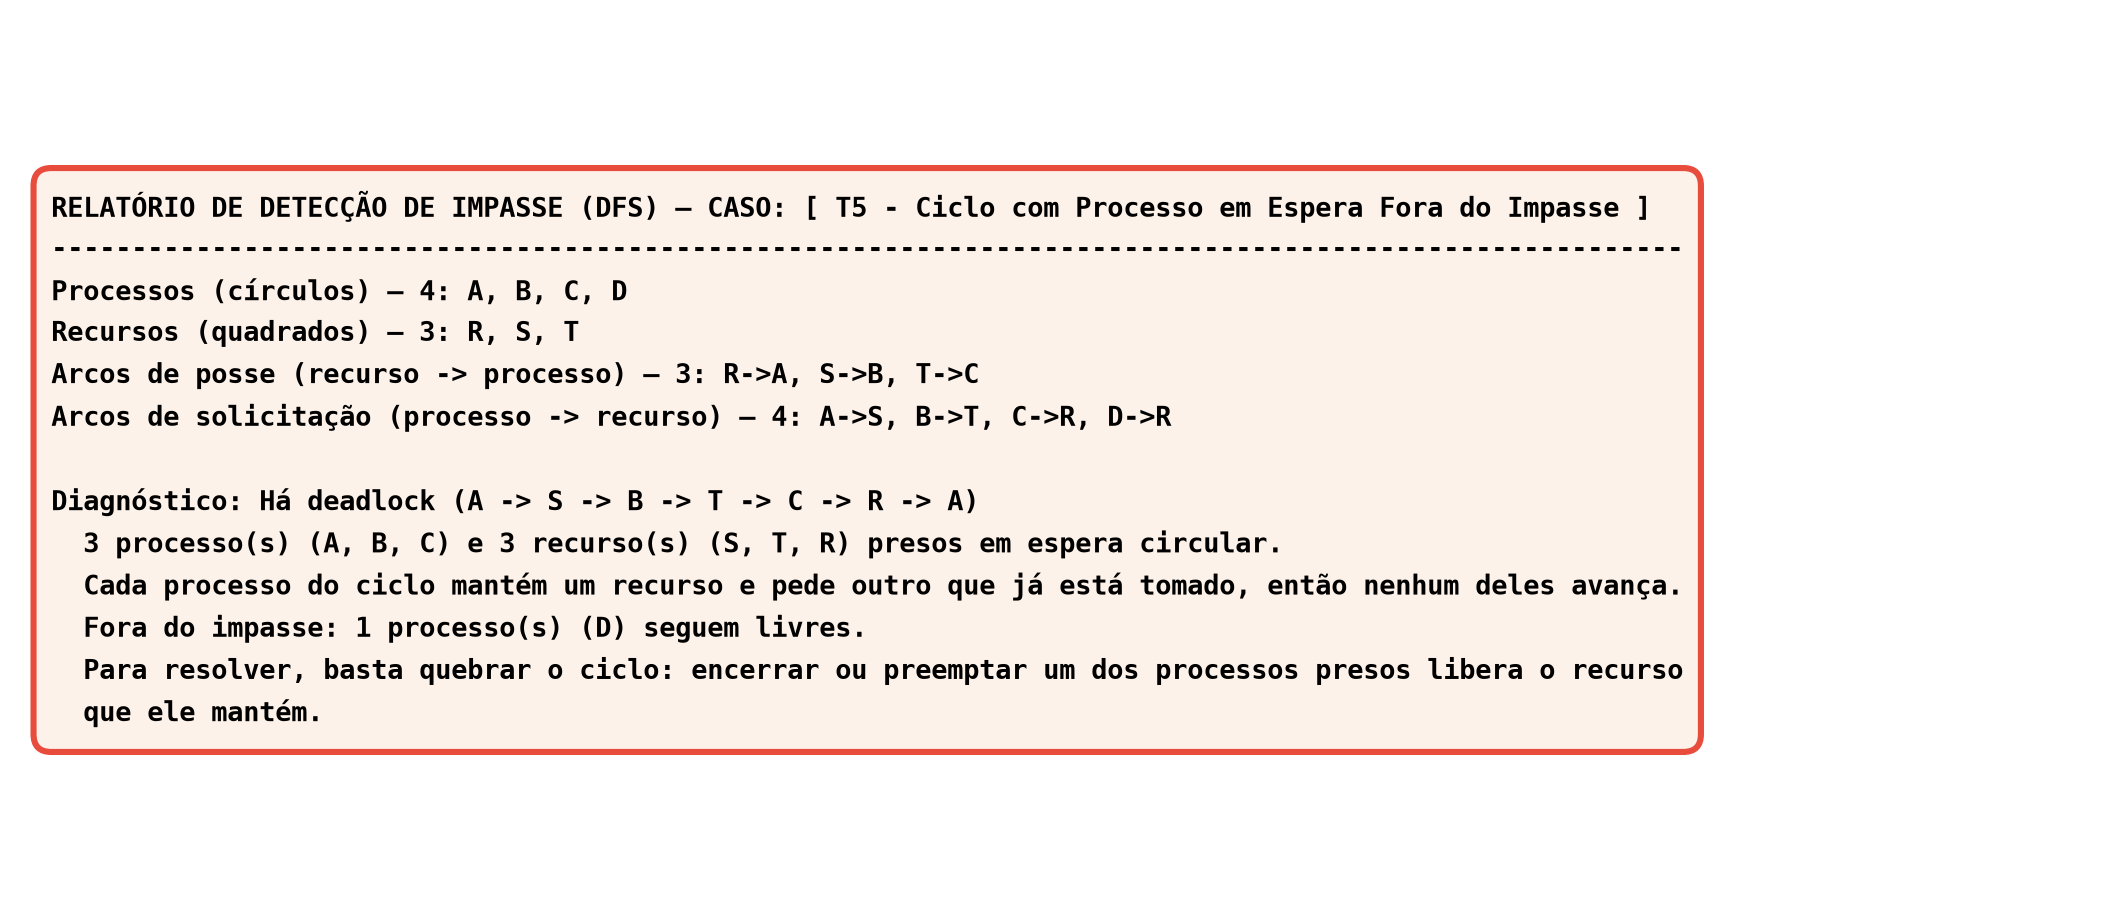 RELATÓRIO DE DETECÇÃO DE IMPASSE (DFS) — CASO: [ T5 - Ciclo com Processo em Espera Fora do Impasse ]
------------------------------------------------------------------------------------------------------
Processos (círculos) — 4: A, B, C, D
Recursos (quadrados) — 3: R, S, T
Arcos de posse (recurso -> processo) — 3: R->A, S->B, T->C
Arcos de solicitação (processo -> recurso) — 4: A->S, B->T, C->R, D->R

Diagnóstico: Há deadlock (A -> S -> B -> T -> C -> R -> A)
  3 processo(s) (A, B, C) e 3 recurso(s) (S, T, R) presos em espera circular.
  Cada processo do ciclo mantém um recurso e pede outro que já está tomado, então nenhum deles avança.
  Fora do impasse: 1 processo(s) (D) seguem livres.
  Para resolver, basta quebrar o ciclo: encerrar ou preemptar um dos processos presos libera o recurso
  que ele mantém.